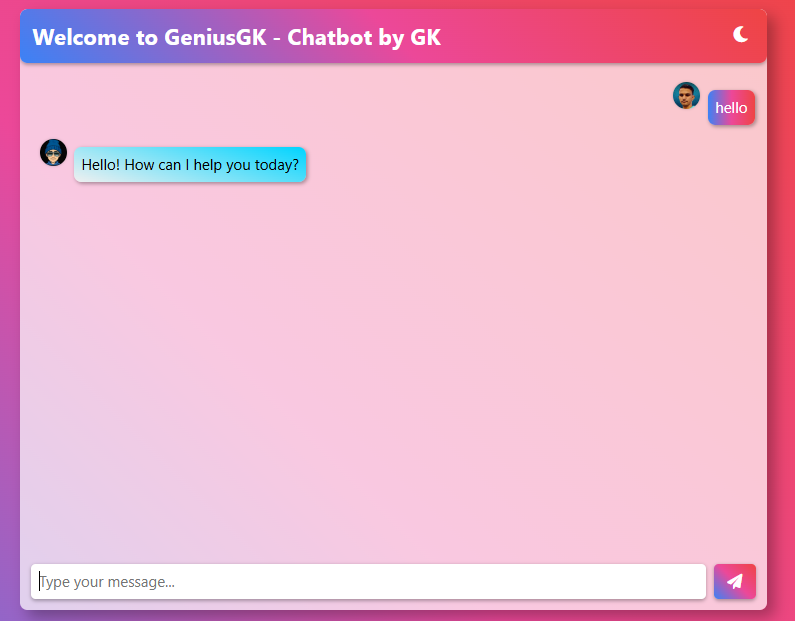 Welcome to GeniusGK - Chatbot by GK
hello
Hello! How can I help you today?
Type your message...